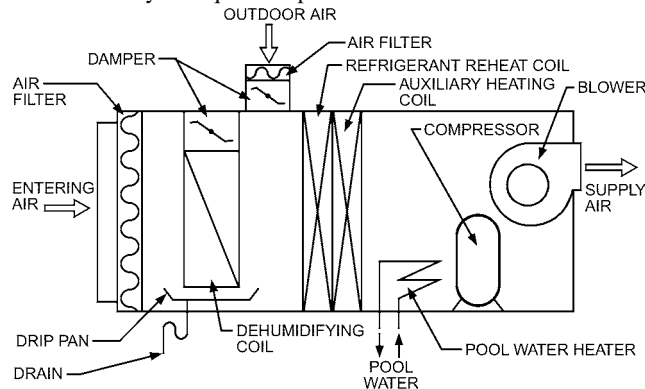 OUTDOOR AIR
AIR FILTER
DAMPER
REFRIGERANT REHEAT COIL
AIR
FILTER
AUXILIARY HEATING
COIL
BLOWER
COMPRESSOR
ENTERING
AIR
SUPPLY
AIR
DRIP PAN
DEHUMIDIFYING
COIL
DRAIN
POOL
WATER
POOL WATER HEATER